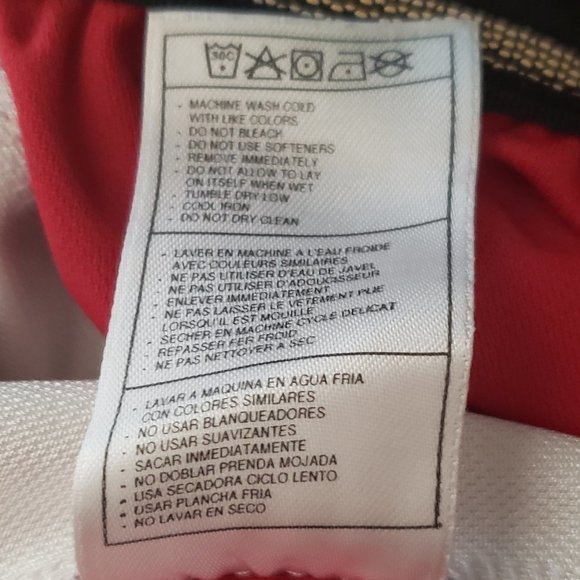 30C
- MACHINE WASH COLD
WITH LIKE COLORS
- DO NOT BLEACH
- DO NOT USE SOFTENERS
- REMOVE IMMEDIATELY
- DO NOT ALLOW TO LAY
ON ITSELF WHEN WET
- TUMBLE DRY LOW
- COOL IRON
- DO NOT DRY CLEAN
- LAVER EN MACHINE A L'EAU FROIDE
AVEC COULEURS SIMILAIRES
- NE PAS UTILISER D'EAU DE JAVEL
- NE PAS UTILISER D'ADOUCISSEUR
- ENLEVER IMMEDIATEMENT
- NE PAS LAISSER LE VETEMENT PLIE
LORSQU'IL EST MOUILLE
- SECHER EN MACHINE CYCLE DELICAT
- REPASSER FER FROID
- NE PAS NETTOYER A SEC
- LAVAR A MAQUINA EN AGUA FRIA
CON COLORES SIMILARES
- NO USAR BLANQUEADORES
- NO USAR SUAVIZANTES
- SACAR INMEDIATAMENTE
- NO DOBLAR PRENDA MOJADA
- USA SECADORA CICLO LENTO
- USAR PLANCHA FRIA
- NO LAVAR EN SECO